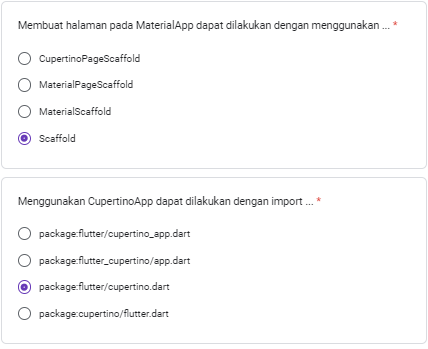 Membuat halaman pada MaterialApp dapat dilakukan dengan menggunakan ... *
CupertinoPageScaffold
MaterialPageScaffold
MaterialScaffold
Scaffold
Menggunakan CupertinoApp dapat dilakukan dengan import ... *
package:flutter/cupertino_app.dart
package:flutter_cupertino/app.dart
package:flutter/cupertino.dart
package:cupertino/flutter.dart